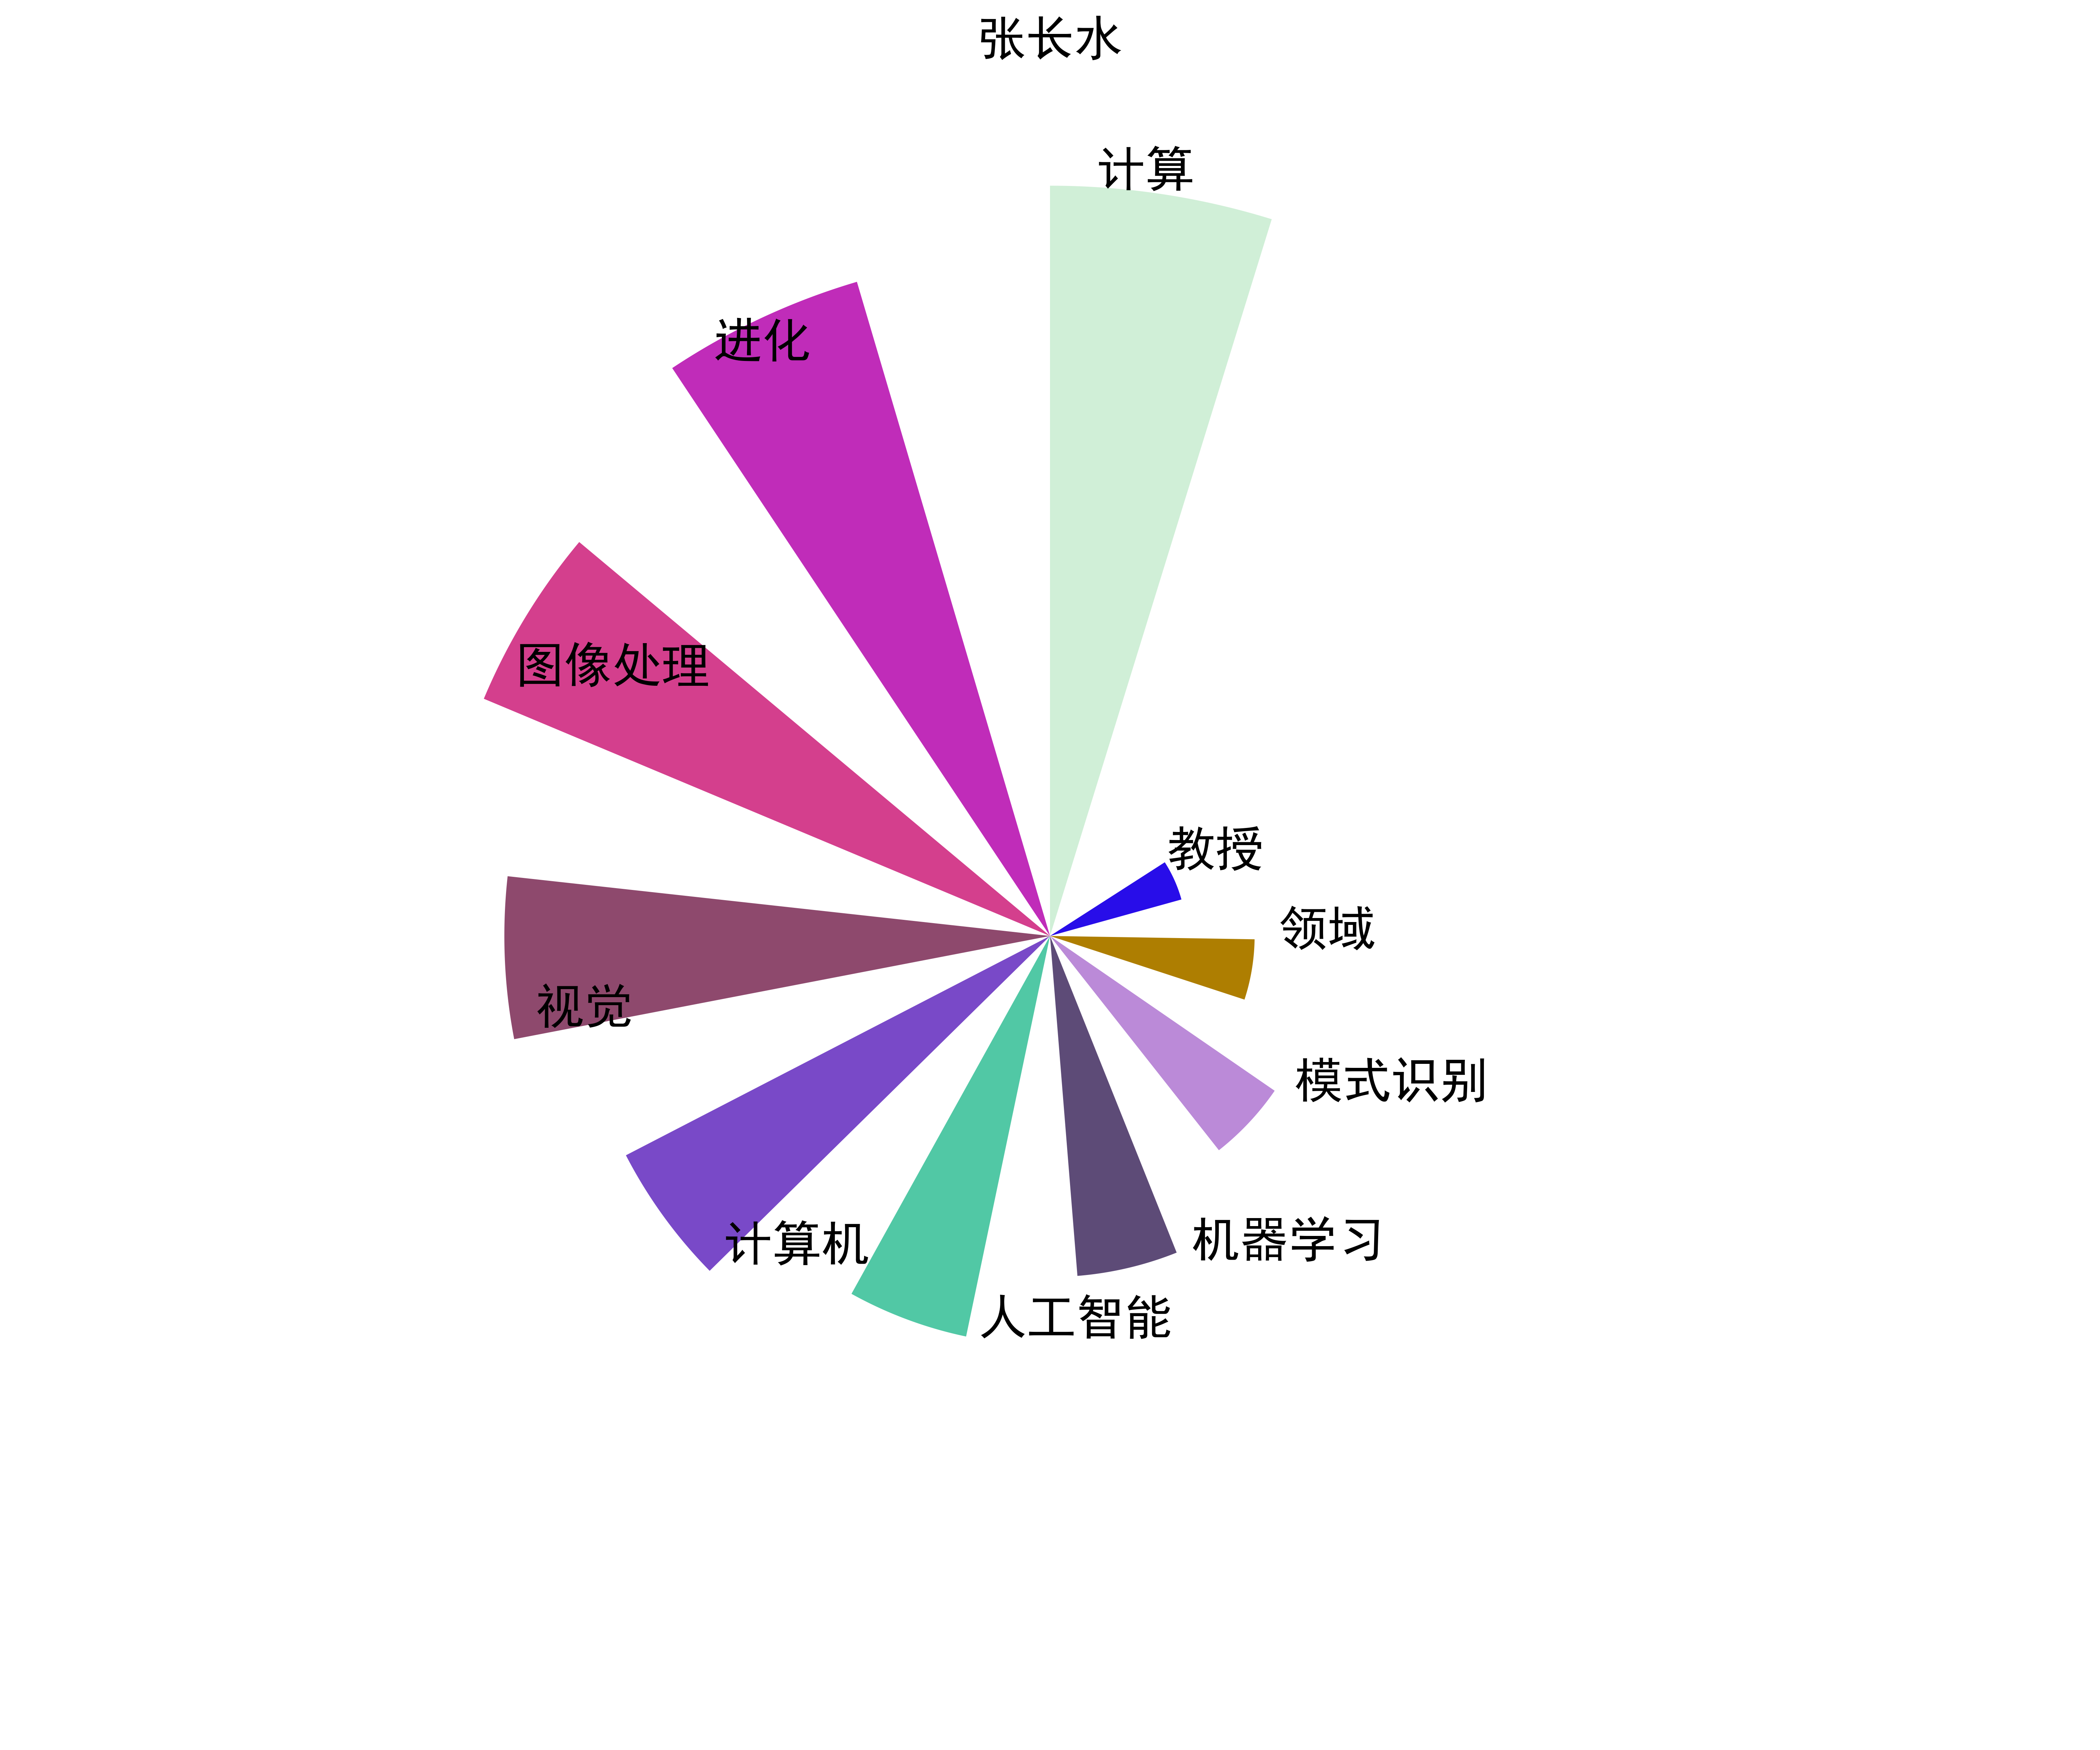 张长水
计算
进化
图像处理
教授
领域
视觉
模式识别
计算机
机器学习
人工智能